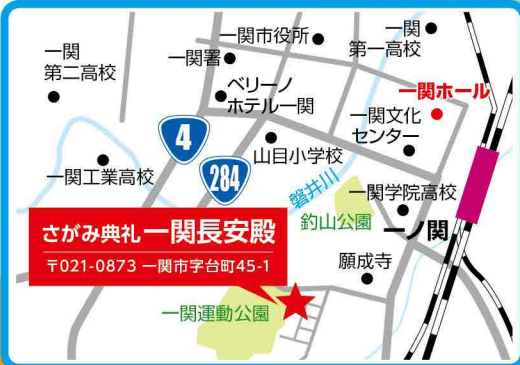 一関市役所
一関
第一高校
一関
第二高校
一関署
ベリーノ
ホテル一関
一関ホール
一関文化
センター
4
山目小学校
284
一関工業高校
磐井川
一関学院高校
釣山公園
一ノ関
さがみ典礼 一関長安殿
〒021-0873 一関市字台町45-1
願成寺
一関運動公園